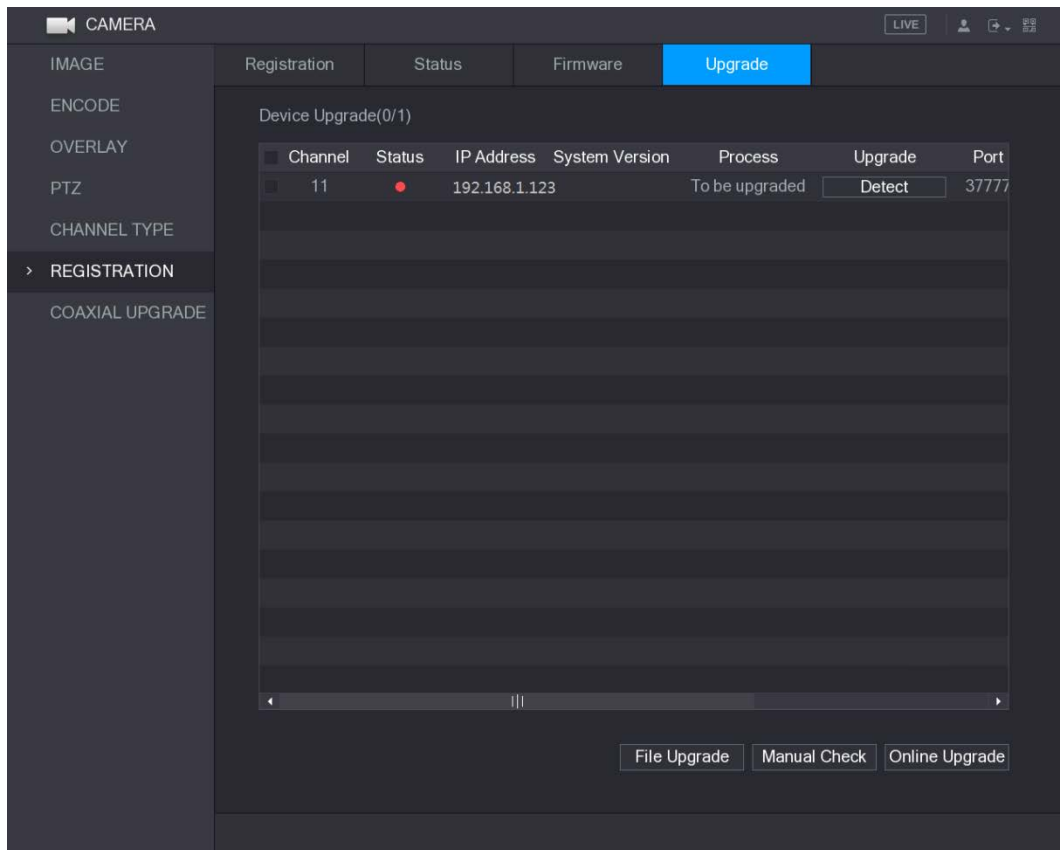 CAMERA
LIVE
IMAGE
ENCODE
OVERLAY
PTZ
CHANNEL TYPE
REGISTRATION
COAXIAL UPGRADE
Registration Status Firmware Upgrade
Device Upgrade(0/1)
Channel Status IP Address System Version Process Upgrade Port
11 192.168.1.123 To be upgraded Detect 37777
File Upgrade Manual Check Online Upgrade